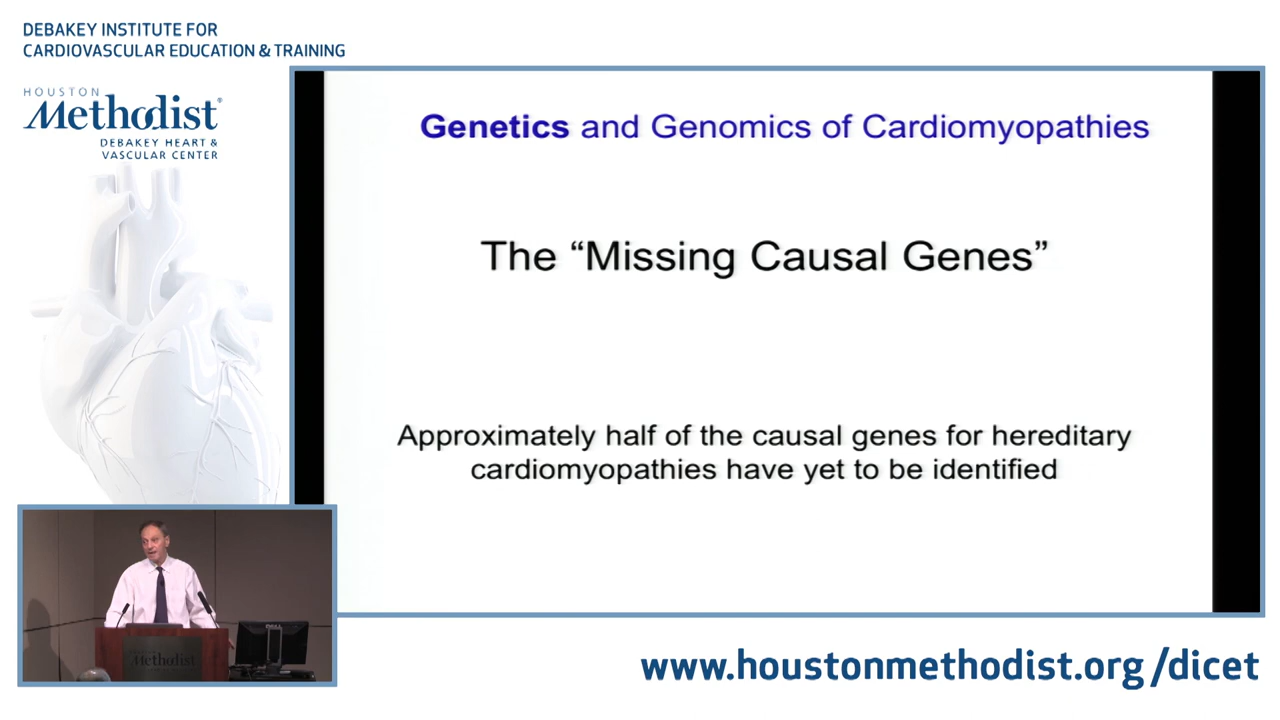 DEBAKEY INSTITUTE FOR
CARDIOVASCULAR EDUCATION & TRAINING
HOUSTON
Methodist®
DEBAKEY HEART &
VASCULAR CENTER
Genetics and Genomics of Cardiomyopathies
The “Missing Causal Genes”
Approximately half of the causal genes for hereditary
cardiomyopathies have yet to be identified
Methodist
www.houstonmethodist.org/dicet